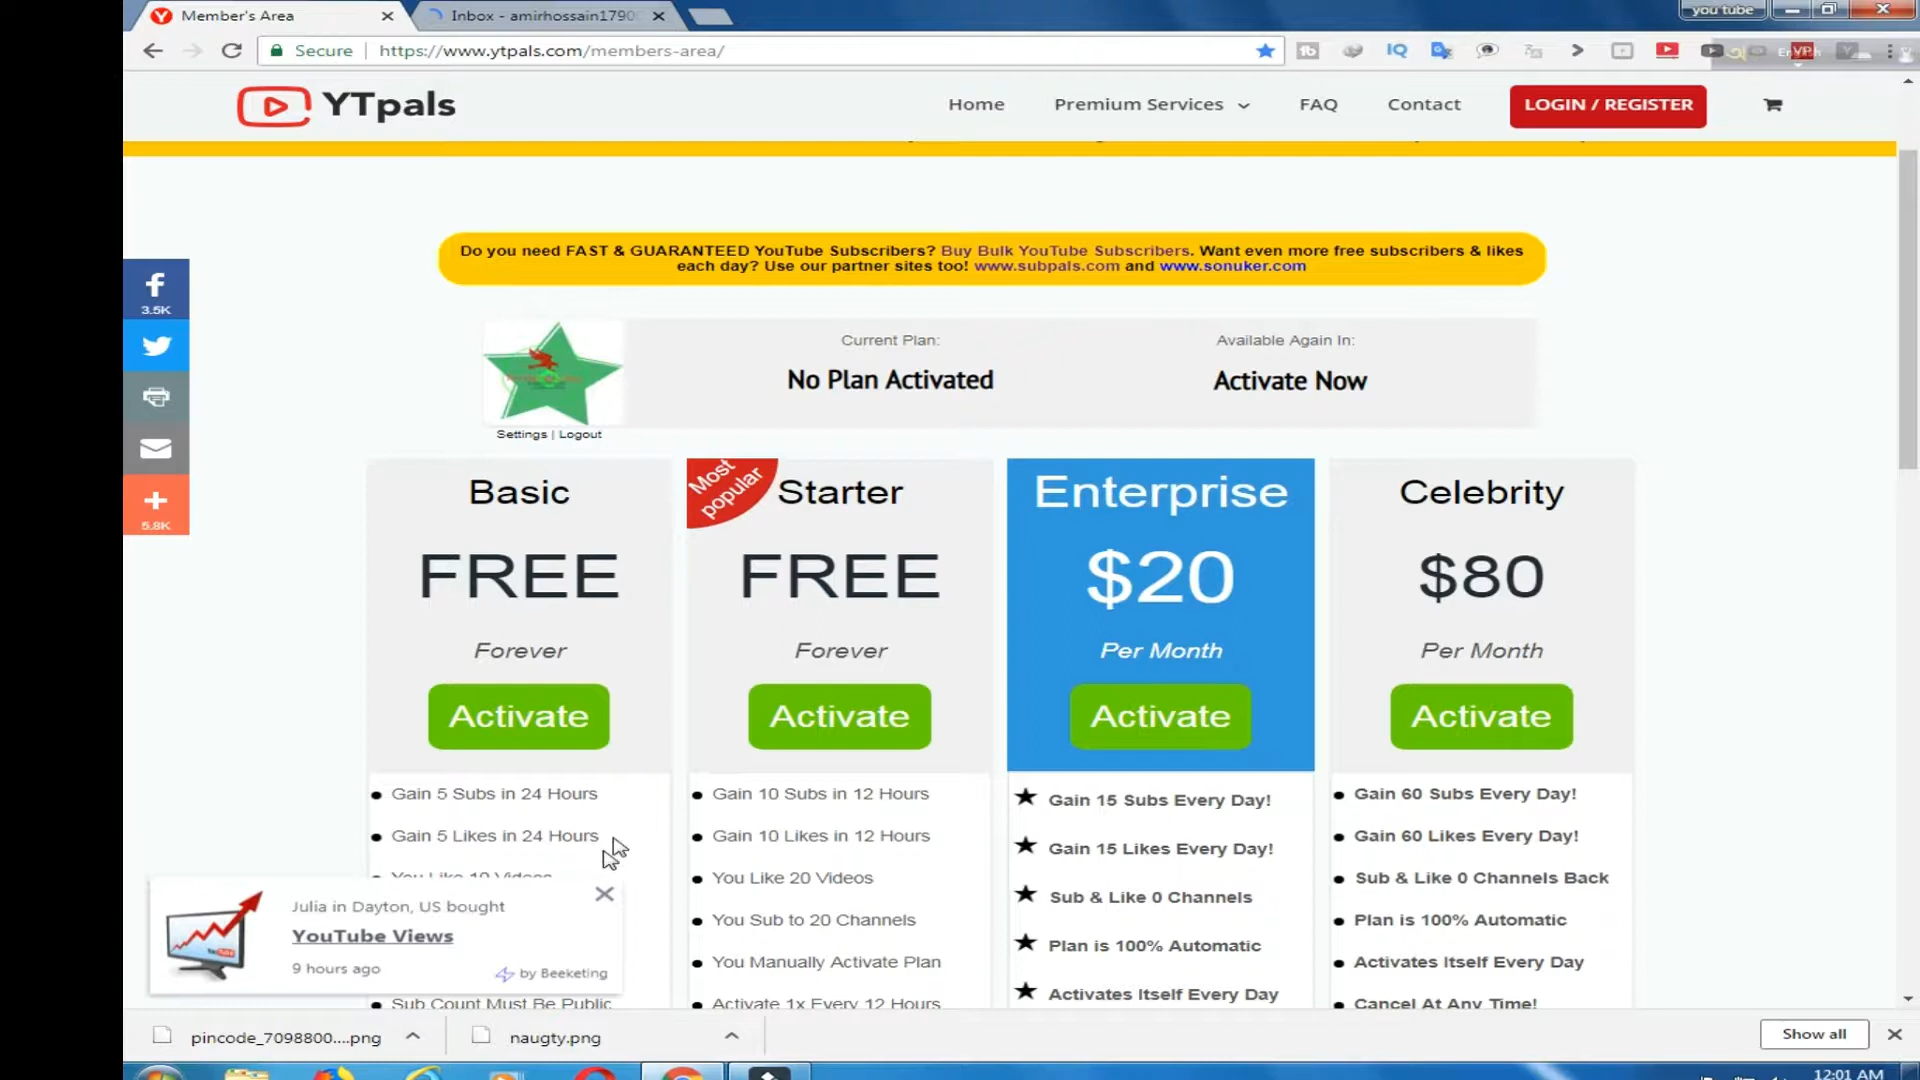 Member's Area
Inbox - amirhossain1790
you tube
Secure
https://www.ytpals.com/members-area/
IQ
YTpals
Home
Premium Services
FAQ
Contact
LOGIN / REGISTER
Do you need FAST & GUARANTEED YouTube Subscribers? Buy Bulk YouTube Subscribers. Want even more free subscribers & likes
each day? Use our partner sites too! www.subpals.com and www.sonuker.com
3.5K
5.8K
Current Plan:
No Plan Activated
Available Again In:
Activate Now
Settings | Logout
Basic
FREE
Forever
Activate
Gain 5 Subs in 24 Hours
Gain 5 Likes in 24 Hours
You Like 10 Videos
Sub Count Must Be Public
Most
popular
Starter
FREE
Forever
Activate
Gain 10 Subs in 12 Hours
Gain 10 Likes in 12 Hours
You Like 20 Videos
You Sub to 20 Channels
You Manually Activate Plan
Activate 1x Every 12 Hours
Enterprise
$20
Per Month
Activate
Gain 15 Subs Every Day!
Gain 15 Likes Every Day!
Sub & Like 0 Channels
Plan is 100% Automatic
Activates Itself Every Day
Celebrity
$80
Per Month
Activate
Gain 60 Subs Every Day!
Gain 60 Likes Every Day!
Sub & Like 0 Channels Back
Plan is 100% Automatic
Activates Itself Every Day
Cancel At Any Time!
Julia in Dayton, US bought
YouTube Views
9 hours ago
by Beeketing
pincode_7098800....png
naugty.png
Show all
12:01 AM